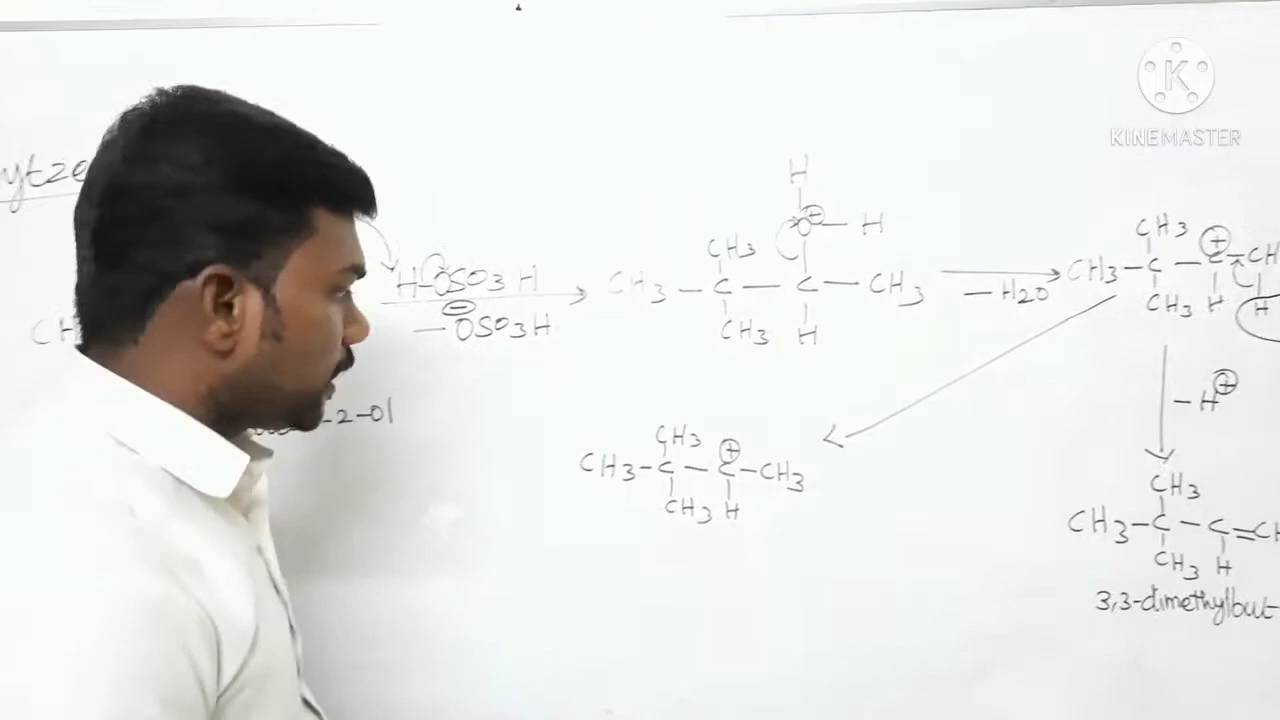 KINEMASTER
H
⊕
O — H
CH3
CH3 — C — C — CH3
CH3 H
H-OSO3H
⊖
— OSO3H
— H2O
CH3 ⊕
CH3 — C — C — CH
CH3 H H
— H⊕
-2-ol
CH3 ⊕
CH3 — C — C — CH3
CH3 H
CH3
CH3 — C — C = CH
CH3 H
3,3-dimethylbut-